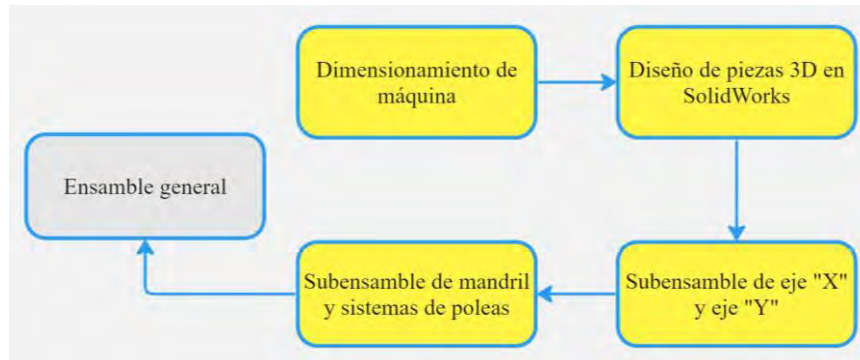 Dimensionamiento de
máquina
Diseño de piezas 3D en
SolidWorks
Subensamble de eje "X"
y eje "Y"
Subensamble de mandril
y sistemas de poleas
Ensamble general